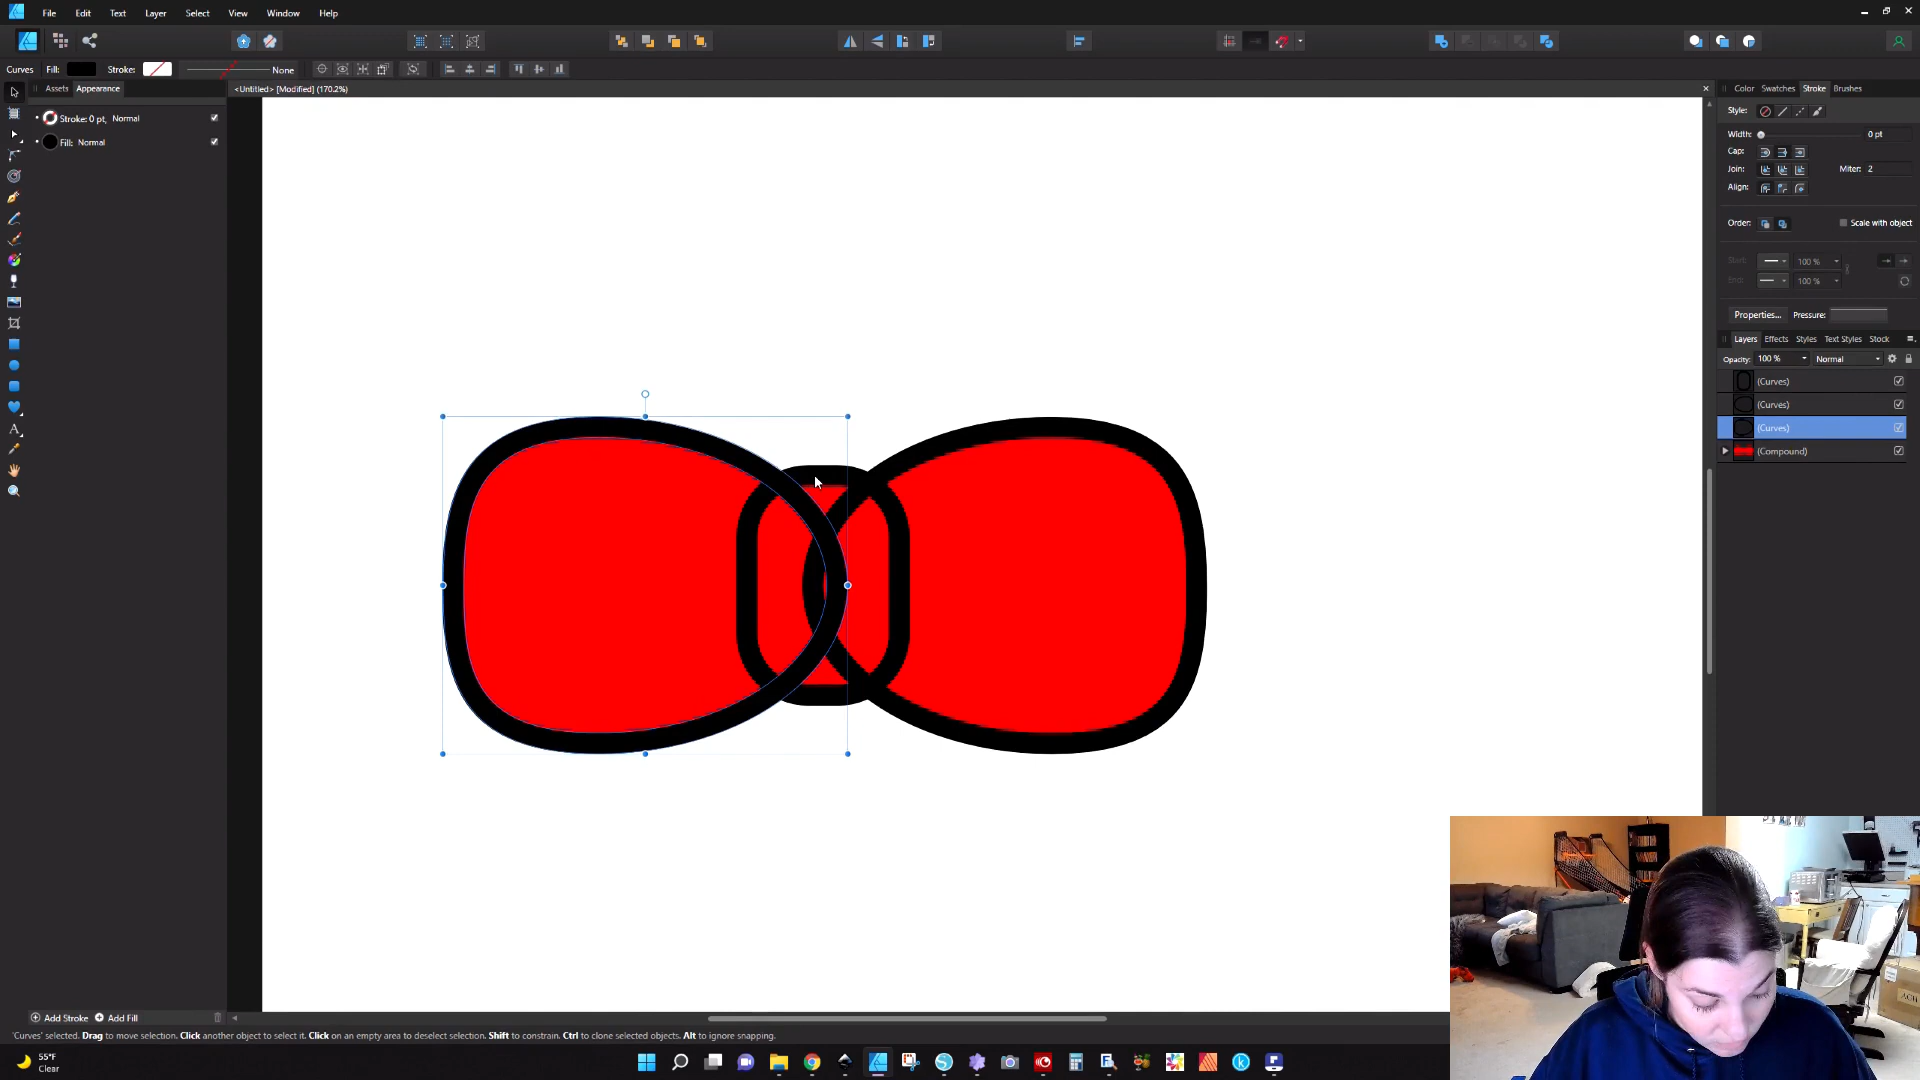 File Edit Text Layer Select View Window Help
Curves Fill: Stroke: None
Assets Appearance
<Untitled> [Modified] (170.2%)
Color Swatches Stroke Brushes
Stroke: 0 pt, Normal
Fill: Normal
Style:
Width: 0 pt
Cap:
Join: Miter: 2
Align:
Order: Scale with object
Start: 100 %
End: 100 %
Properties... Pressure:
Layers Effects Styles Text Styles Stock
Opacity: 100 % Normal
(Curves)
(Curves)
(Curves)
(Compound)
Add Stroke Add Fill
'Curves' selected. Drag to move selection. Click another object to select it. Click on an empty area to deselect selection. Shift to constrain. Ctrl to clone selected objects. Alt to ignore snapping.
55°F
Clear